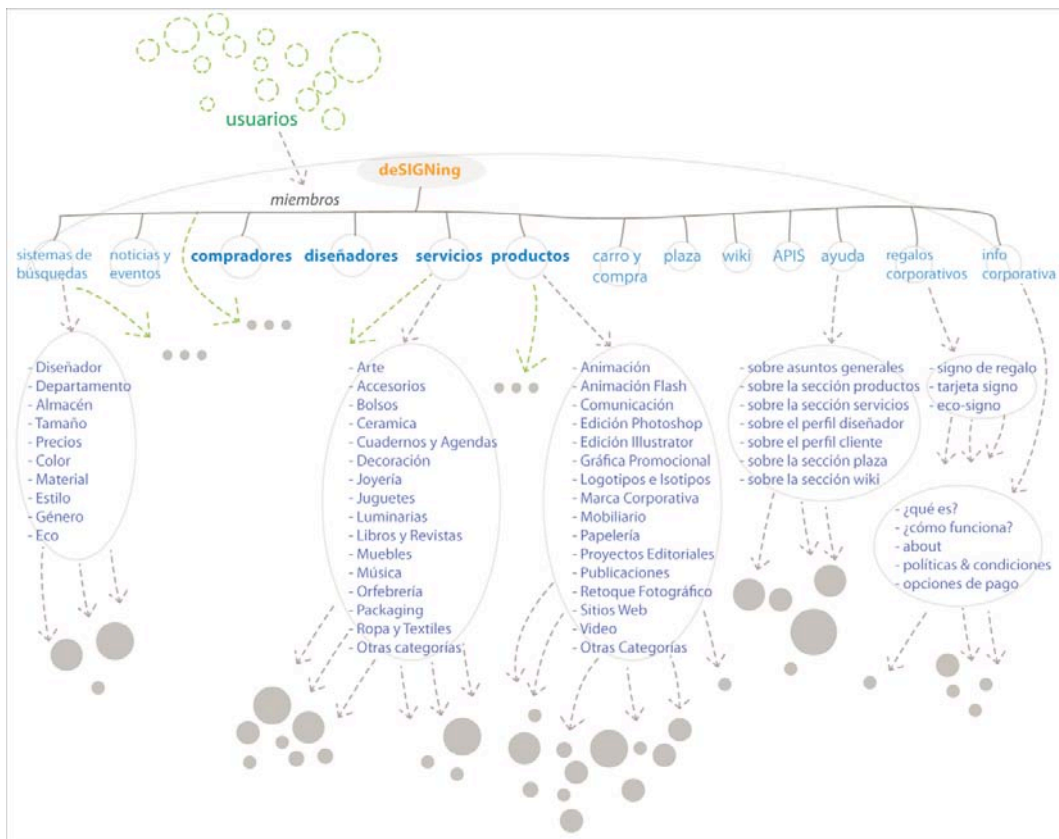 usuarios
deSIGNing
miembros
sistemas de
búsquedas
noticias y
eventos
compradores
diseñadores
servicios
productos
carro y
compra
plaza
wiki
APIS
ayuda
regalos
corporativos
info
corporativa
- Diseñador
- Departamento
- Almacén
- Tamaño
- Precios
- Color
- Material
- Estilo
- Género
- Eco
- Arte
- Accesorios
- Bolsos
- Ceramica
- Cuadernos y Agendas
- Decoración
- Joyería
- Juguetes
- Luminarias
- Libros y Revistas
- Muebles
- Música
- Orfebrería
- Packaging
- Ropa y Textiles
- Otras categorías
- Animación
- Animación Flash
- Comunicación
- Edición Photoshop
- Edición Illustrator
- Gráfica Promocional
- Logotipos e Isotipos
- Marca Corporativa
- Mobiliario
- Papelería
- Proyectos Editoriales
- Publicaciones
- Retoque Fotográfico
- Sitios Web
- Video
- Otras Categorías
- sobre asuntos generales
- sobre la sección productos
- sobre la sección servicios
- sobre el perfil diseñador
- sobre el perfil cliente
- sobre la sección plaza
- sobre la sección wiki
- signo de regalo
- tarjeta signo
- eco-signo
- ¿qué es?
- ¿cómo funciona?
- about
- políticas & condiciones
- opciones de pago